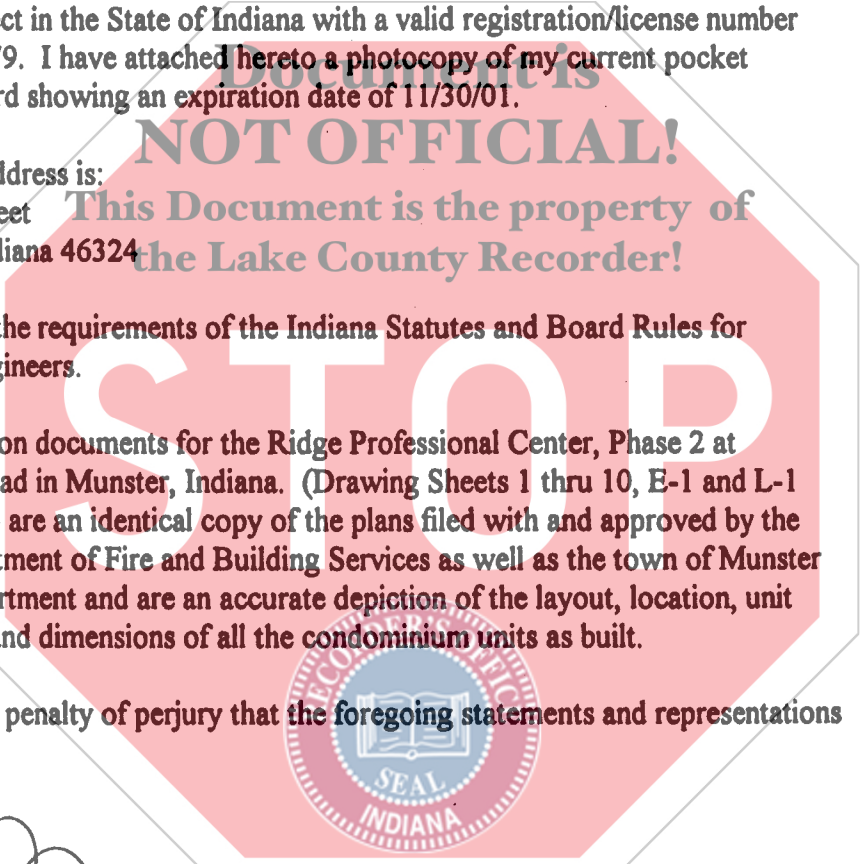 ct in the State of Indiana with a valid registration/license number
79. I have attached hereto a photocopy of my current pocket
Document is
rd showing an expiration date of 11/30/01.
NOT OFFICIAL!
ddress is:
eet
This Document is the property of
diana 46324
the Lake County Recorder!
he requirements of the Indiana Statutes and Board Rules for
gineers.
STOP
on documents for the Ridge Professional Center, Phase 2 at
ad in Munster, Indiana. (Drawing Sheets 1 thru 10, E-1 and L-1
are an identical copy of the plans filed with and approved by the
tment of Fire and Building Services as well as the town of Munster
rtment and are an accurate depiction of the layout, location, unit
nd dimensions of all the condominium units as built.
RECORDER'S OFFICE
penalty of perjury that the foregoing statements and representations
SEAL
INDIANA